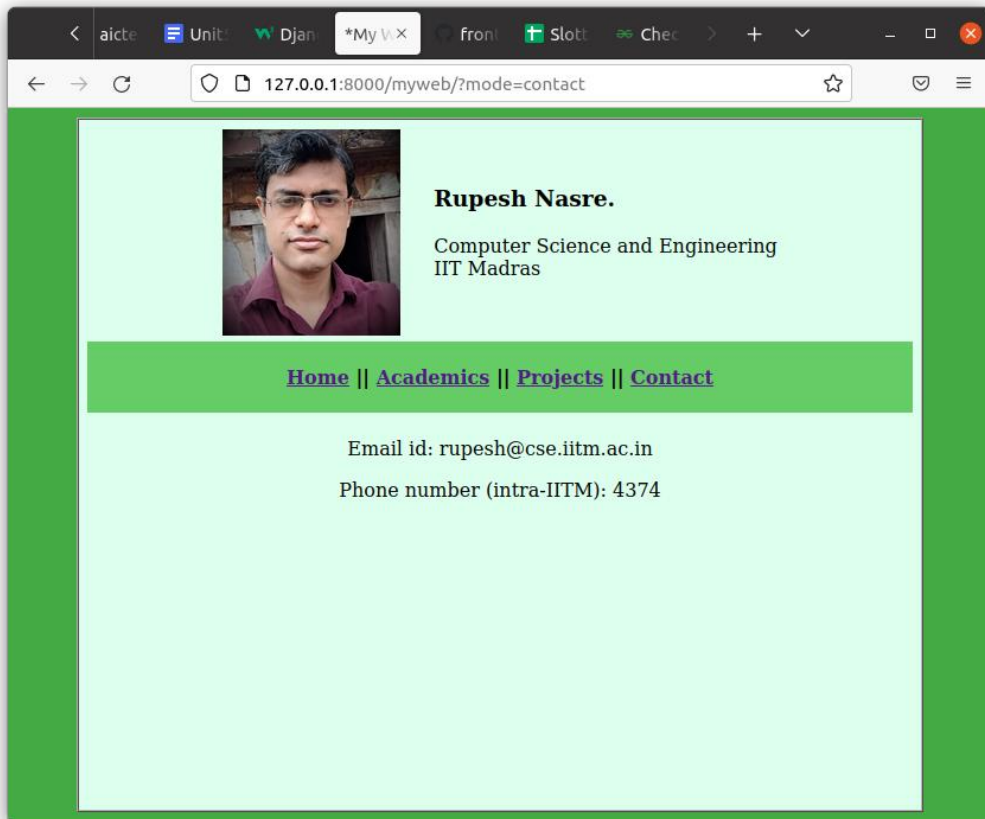 aicte Unit Djan *My W fron Slott Chec
127.0.0.1:8000/myweb/?mode=contact
Rupesh Nasre.
Computer Science and Engineering
IIT Madras
Home || Academics || Projects || Contact
Email id: rupesh@cse.iitm.ac.in
Phone number (intra-IITM): 4374